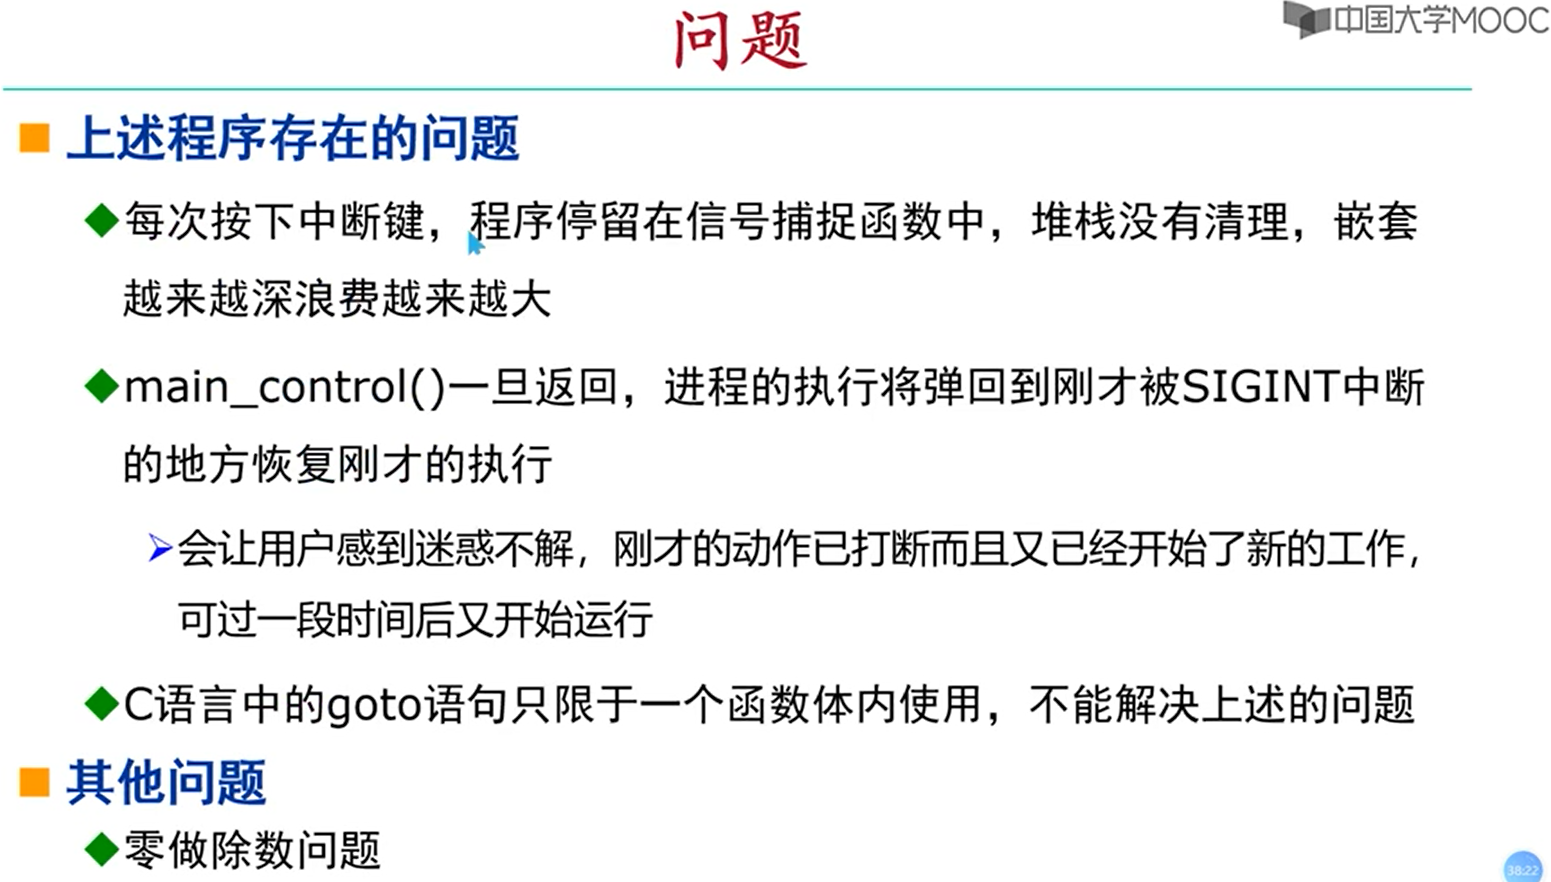 问题
中国大学MOOC
上述程序存在的问题
每次按下中断键，程序停留在信号捕捉函数中，堆栈没有清理，嵌套
越来越深浪费越来越大
main_control()一旦返回，进程的执行将弹回到刚才被SIGINT中断
的地方恢复刚才的执行
会让用户感到迷惑不解，刚才的动作已打断而且又已经开始了新的工作，
可过一段时间后又开始运行
C语言中的goto语句只限于一个函数体内使用，不能解决上述的问题
其他问题
零做除数问题
38:22